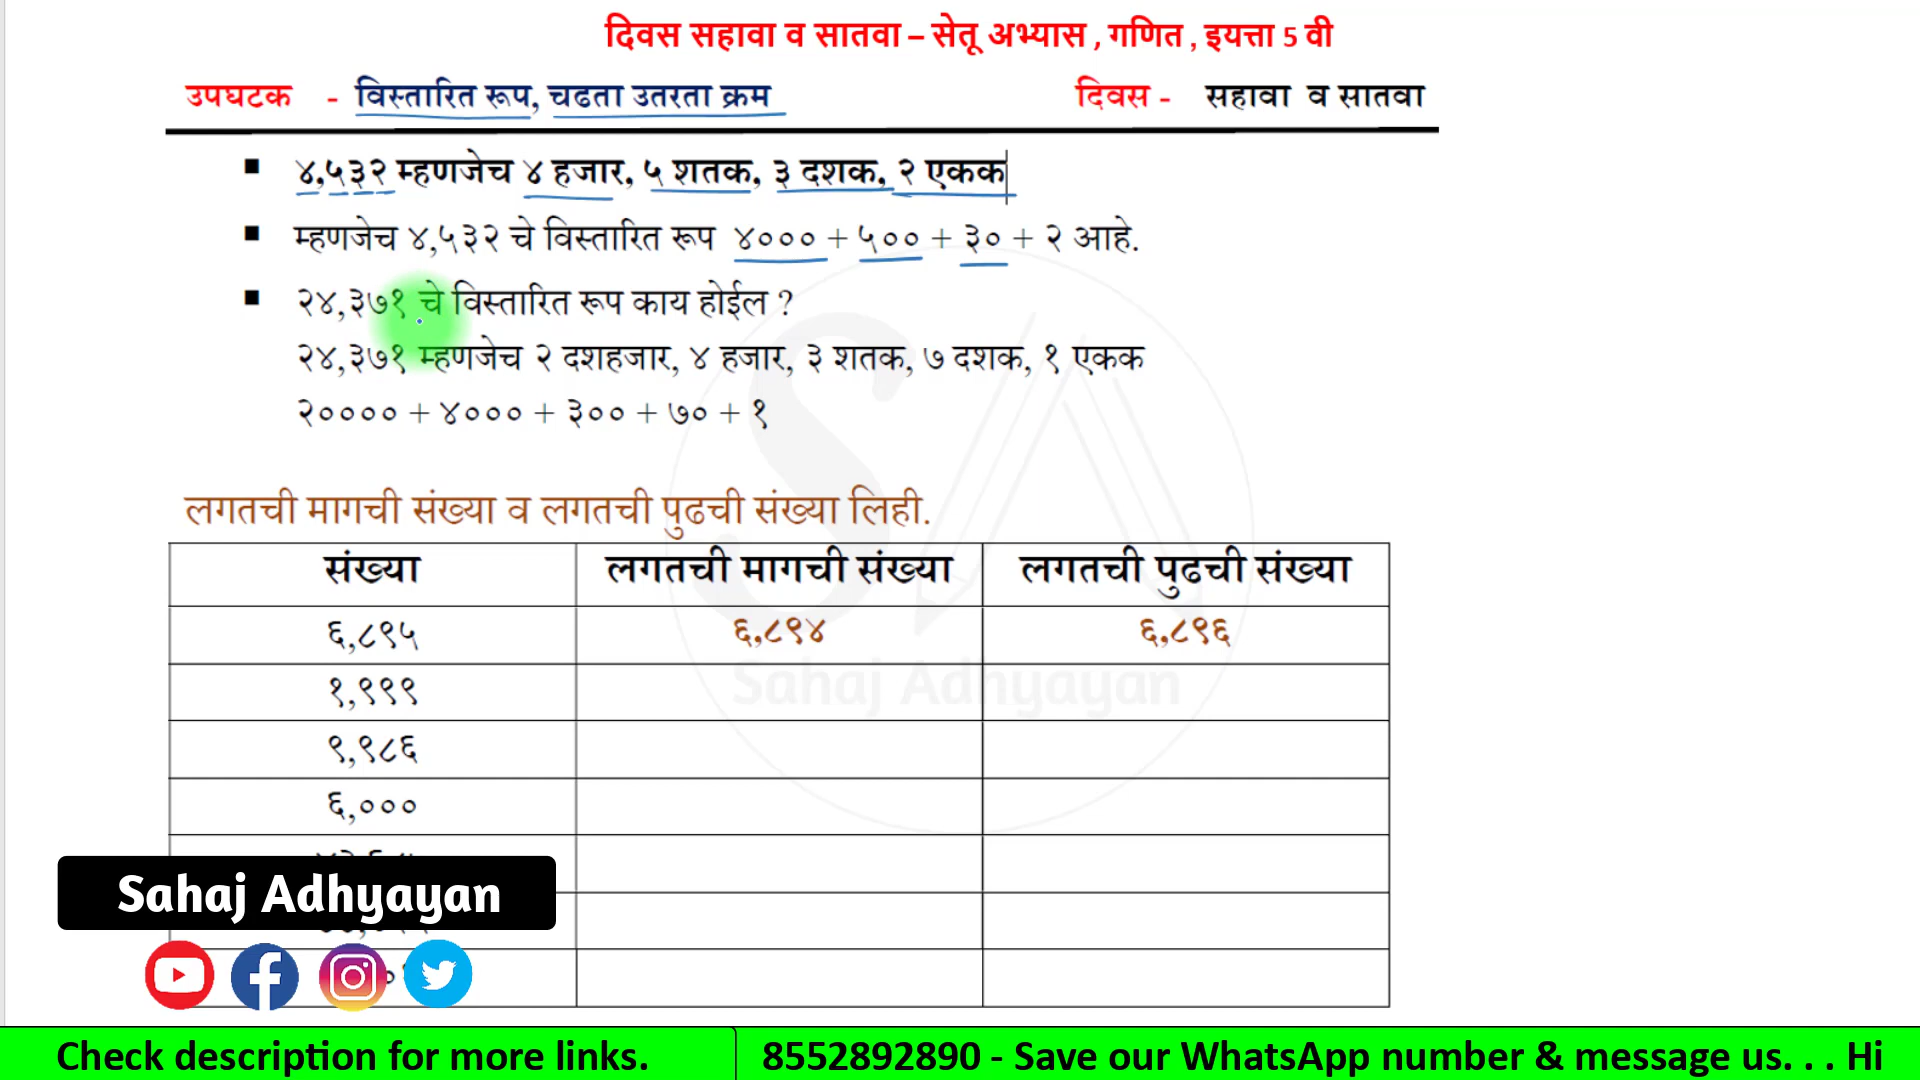 दिवस सहावा व सातवा – सेतू अभ्यास , गणित , इयत्ता 5 वी
उपघटक - विस्तारित रूप, चढता उतरता क्रम दिवस - सहावा व सातवा
४,५३२ म्हणजेच ४ हजार, ५ शतक, ३ दशक, २ एकक
म्हणजेच ४,५३२ चे विस्तारित रूप ४००० + ५०० + ३० + २ आहे.
२४,३७१ चे विस्तारित रूप काय होईल ?
२४,३७१ म्हणजेच २ दशहजार, ४ हजार, ३ शतक, ७ दशक, १ एकक
२०००० + ४००० + ३०० + ७० + १
लगतची मागची संख्या व लगतची पुढची संख्या लिही.
संख्या लगतची मागची संख्या लगतची पुढची संख्या
६,८९५ ६,८९४ ६,८९६
Sahaj Adhyayan
१,९९९
९,९८६
६,०००
Sahaj Adhyayan
Check description for more links. 8552892890 - Save our WhatsApp number & message us. . . Hi